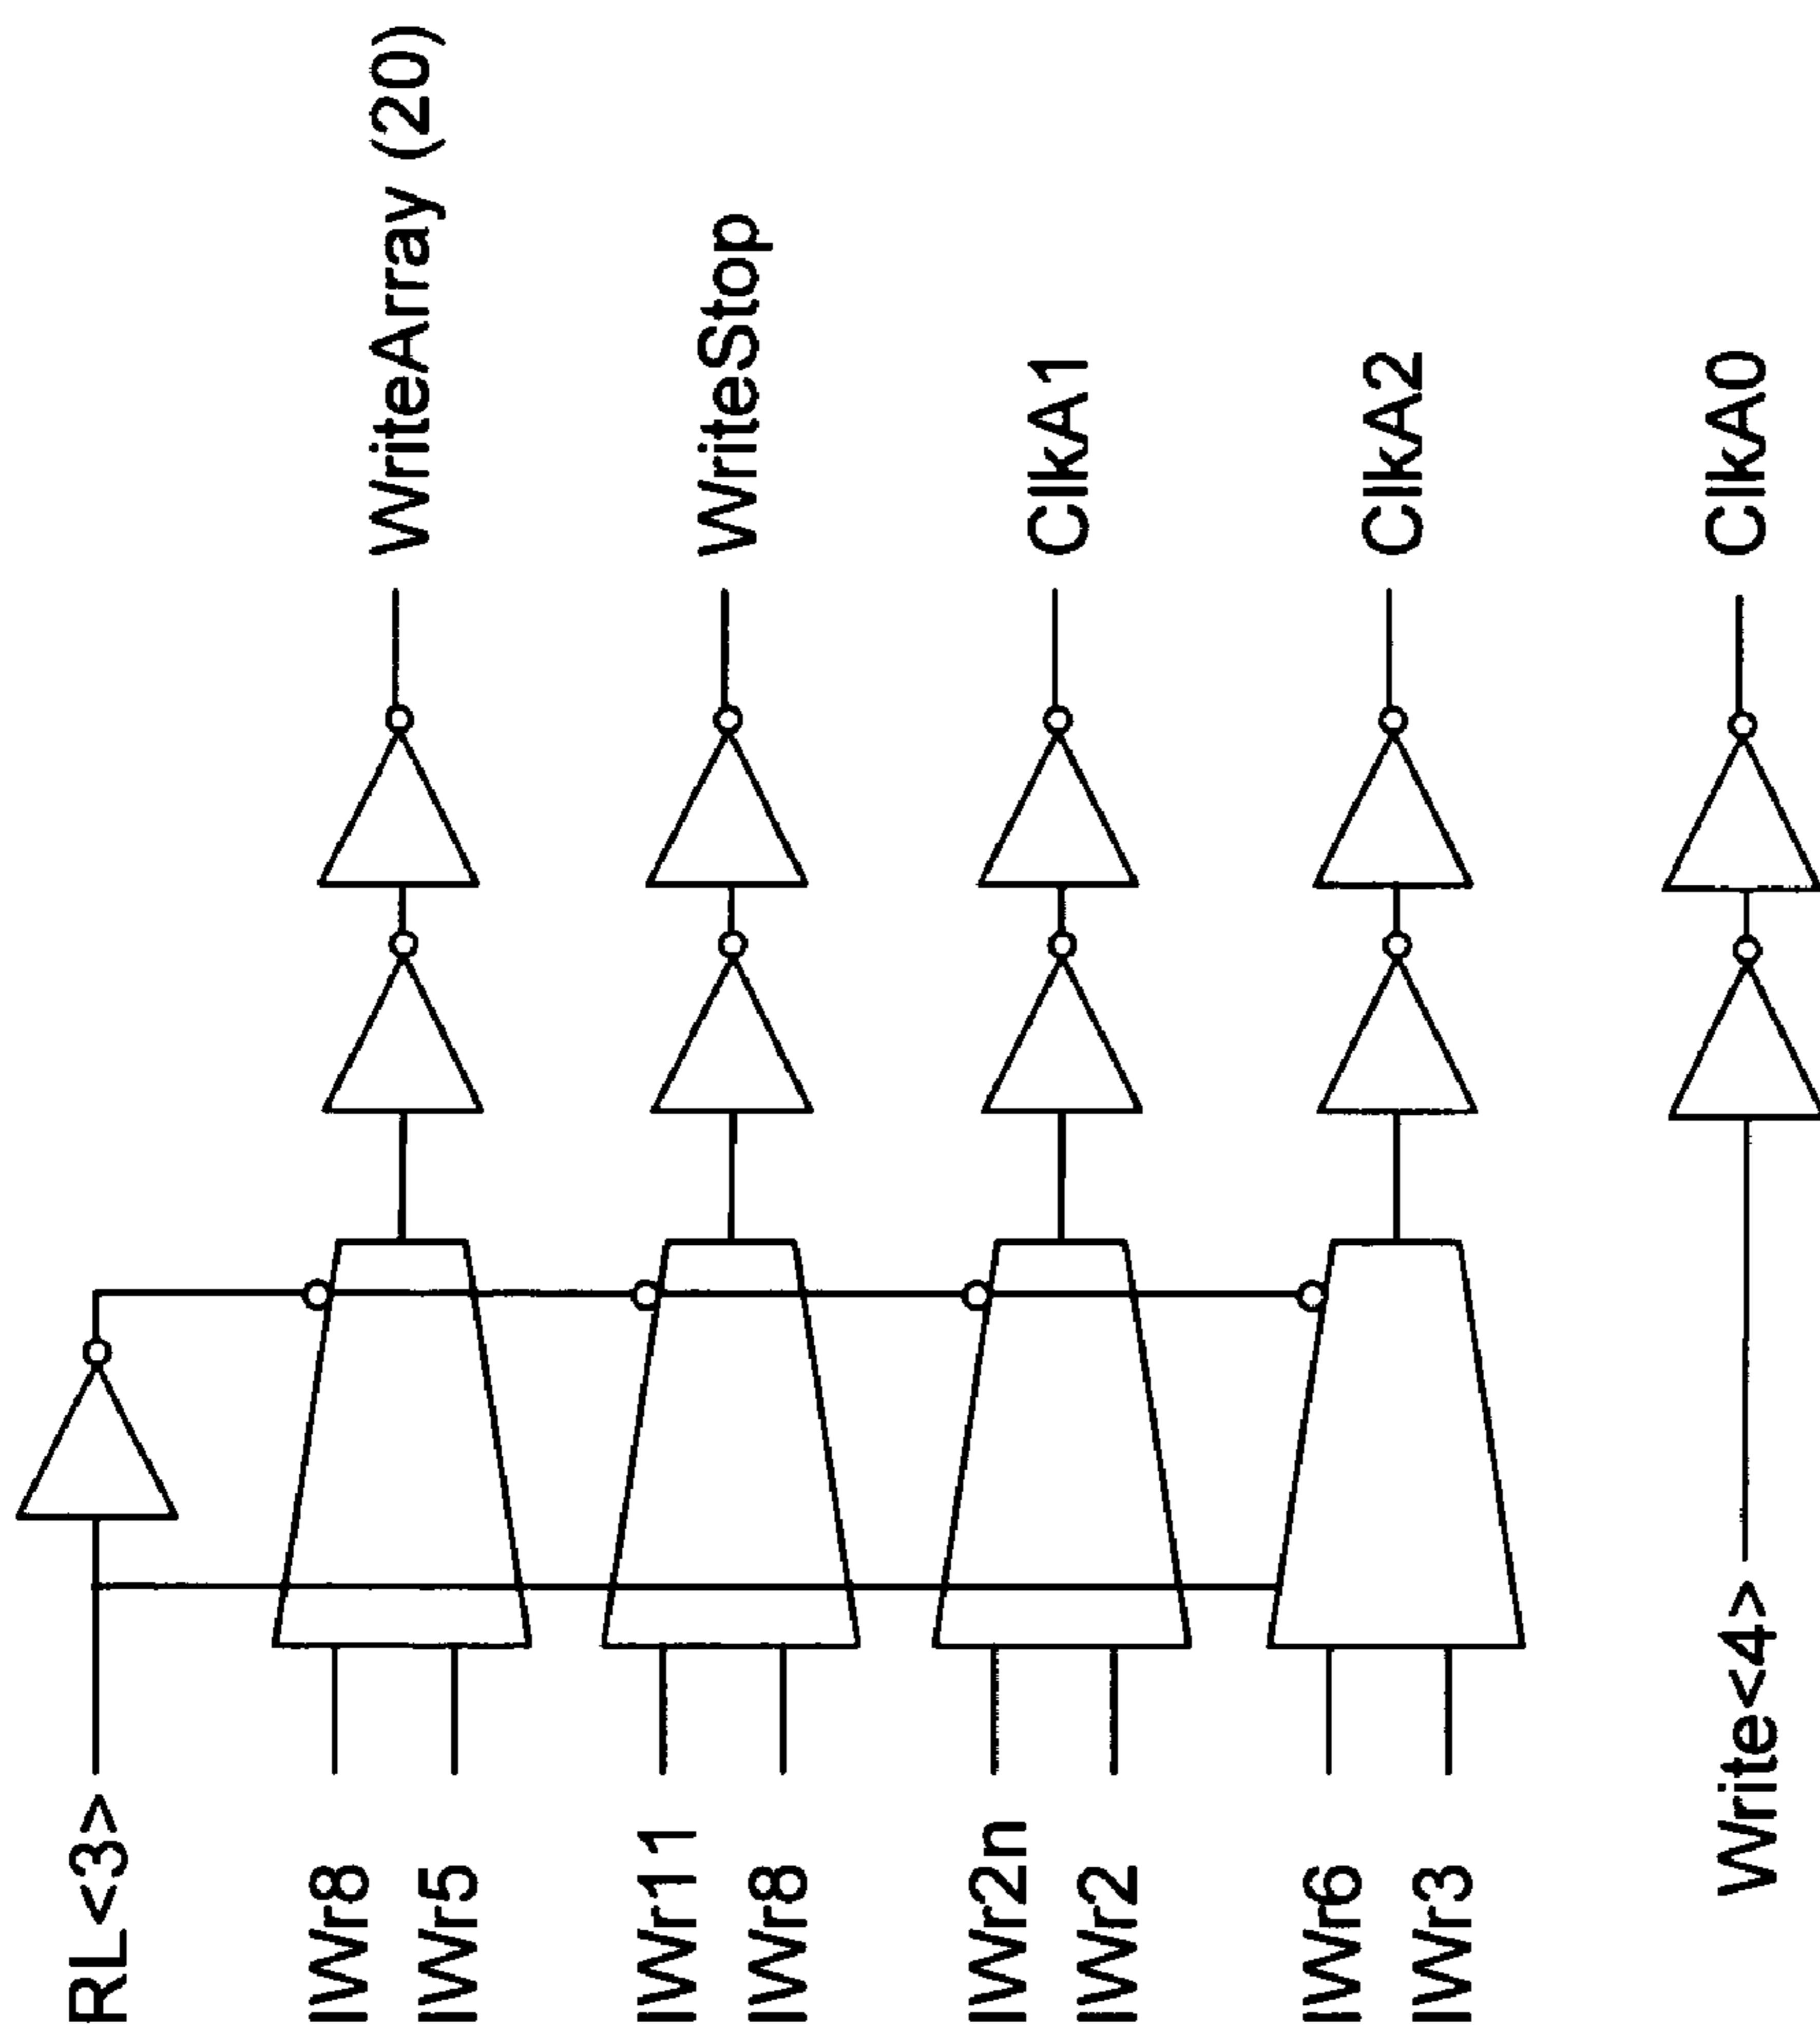 RL<3>
IWr8
IWr5
WriteArray (20)
IWr11
IWr8
WriteStop
IWr2n
IWr2
ClkA1
IWr6
IWr3
ClkA2
Write<4>
ClkA0